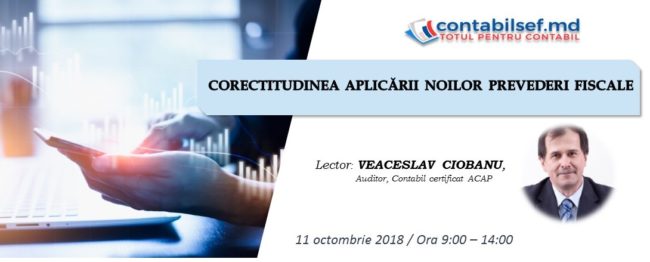 contabilsef.md
TOTUL PENTRU CONTABIL
CORECTITUDINEA APLICĂRII NOILOR PREVEDERI FISCALE
Lector: VEACESLAV CIOBANU,
Auditor, Contabil certificat ACAP
11 octombrie 2018 / Ora 9:00 – 14:00